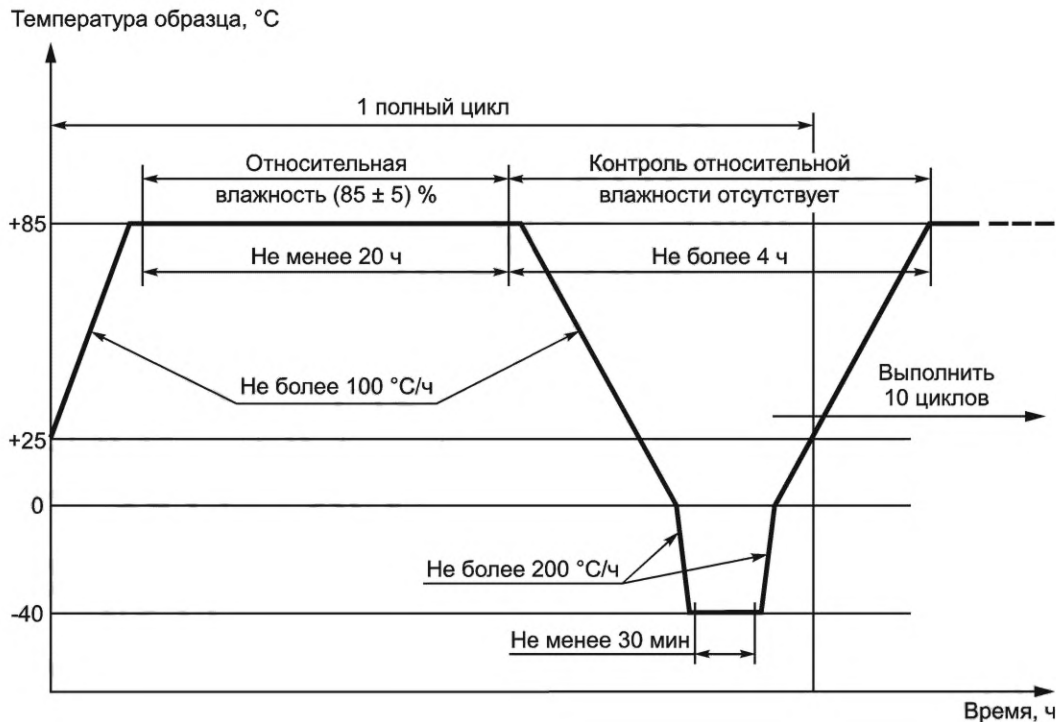 Температура образца, °С
1 полный цикл
Относительная
влажность (85 ± 5) %
Контроль относительной
влажности отсутствует
+85
Не менее 20 ч
Не более 4 ч
Не более 100 °С/ч
Выполнить
10 циклов
+25
0
Не более 200 °С/ч
-40
Не менее 30 мин
Время, ч